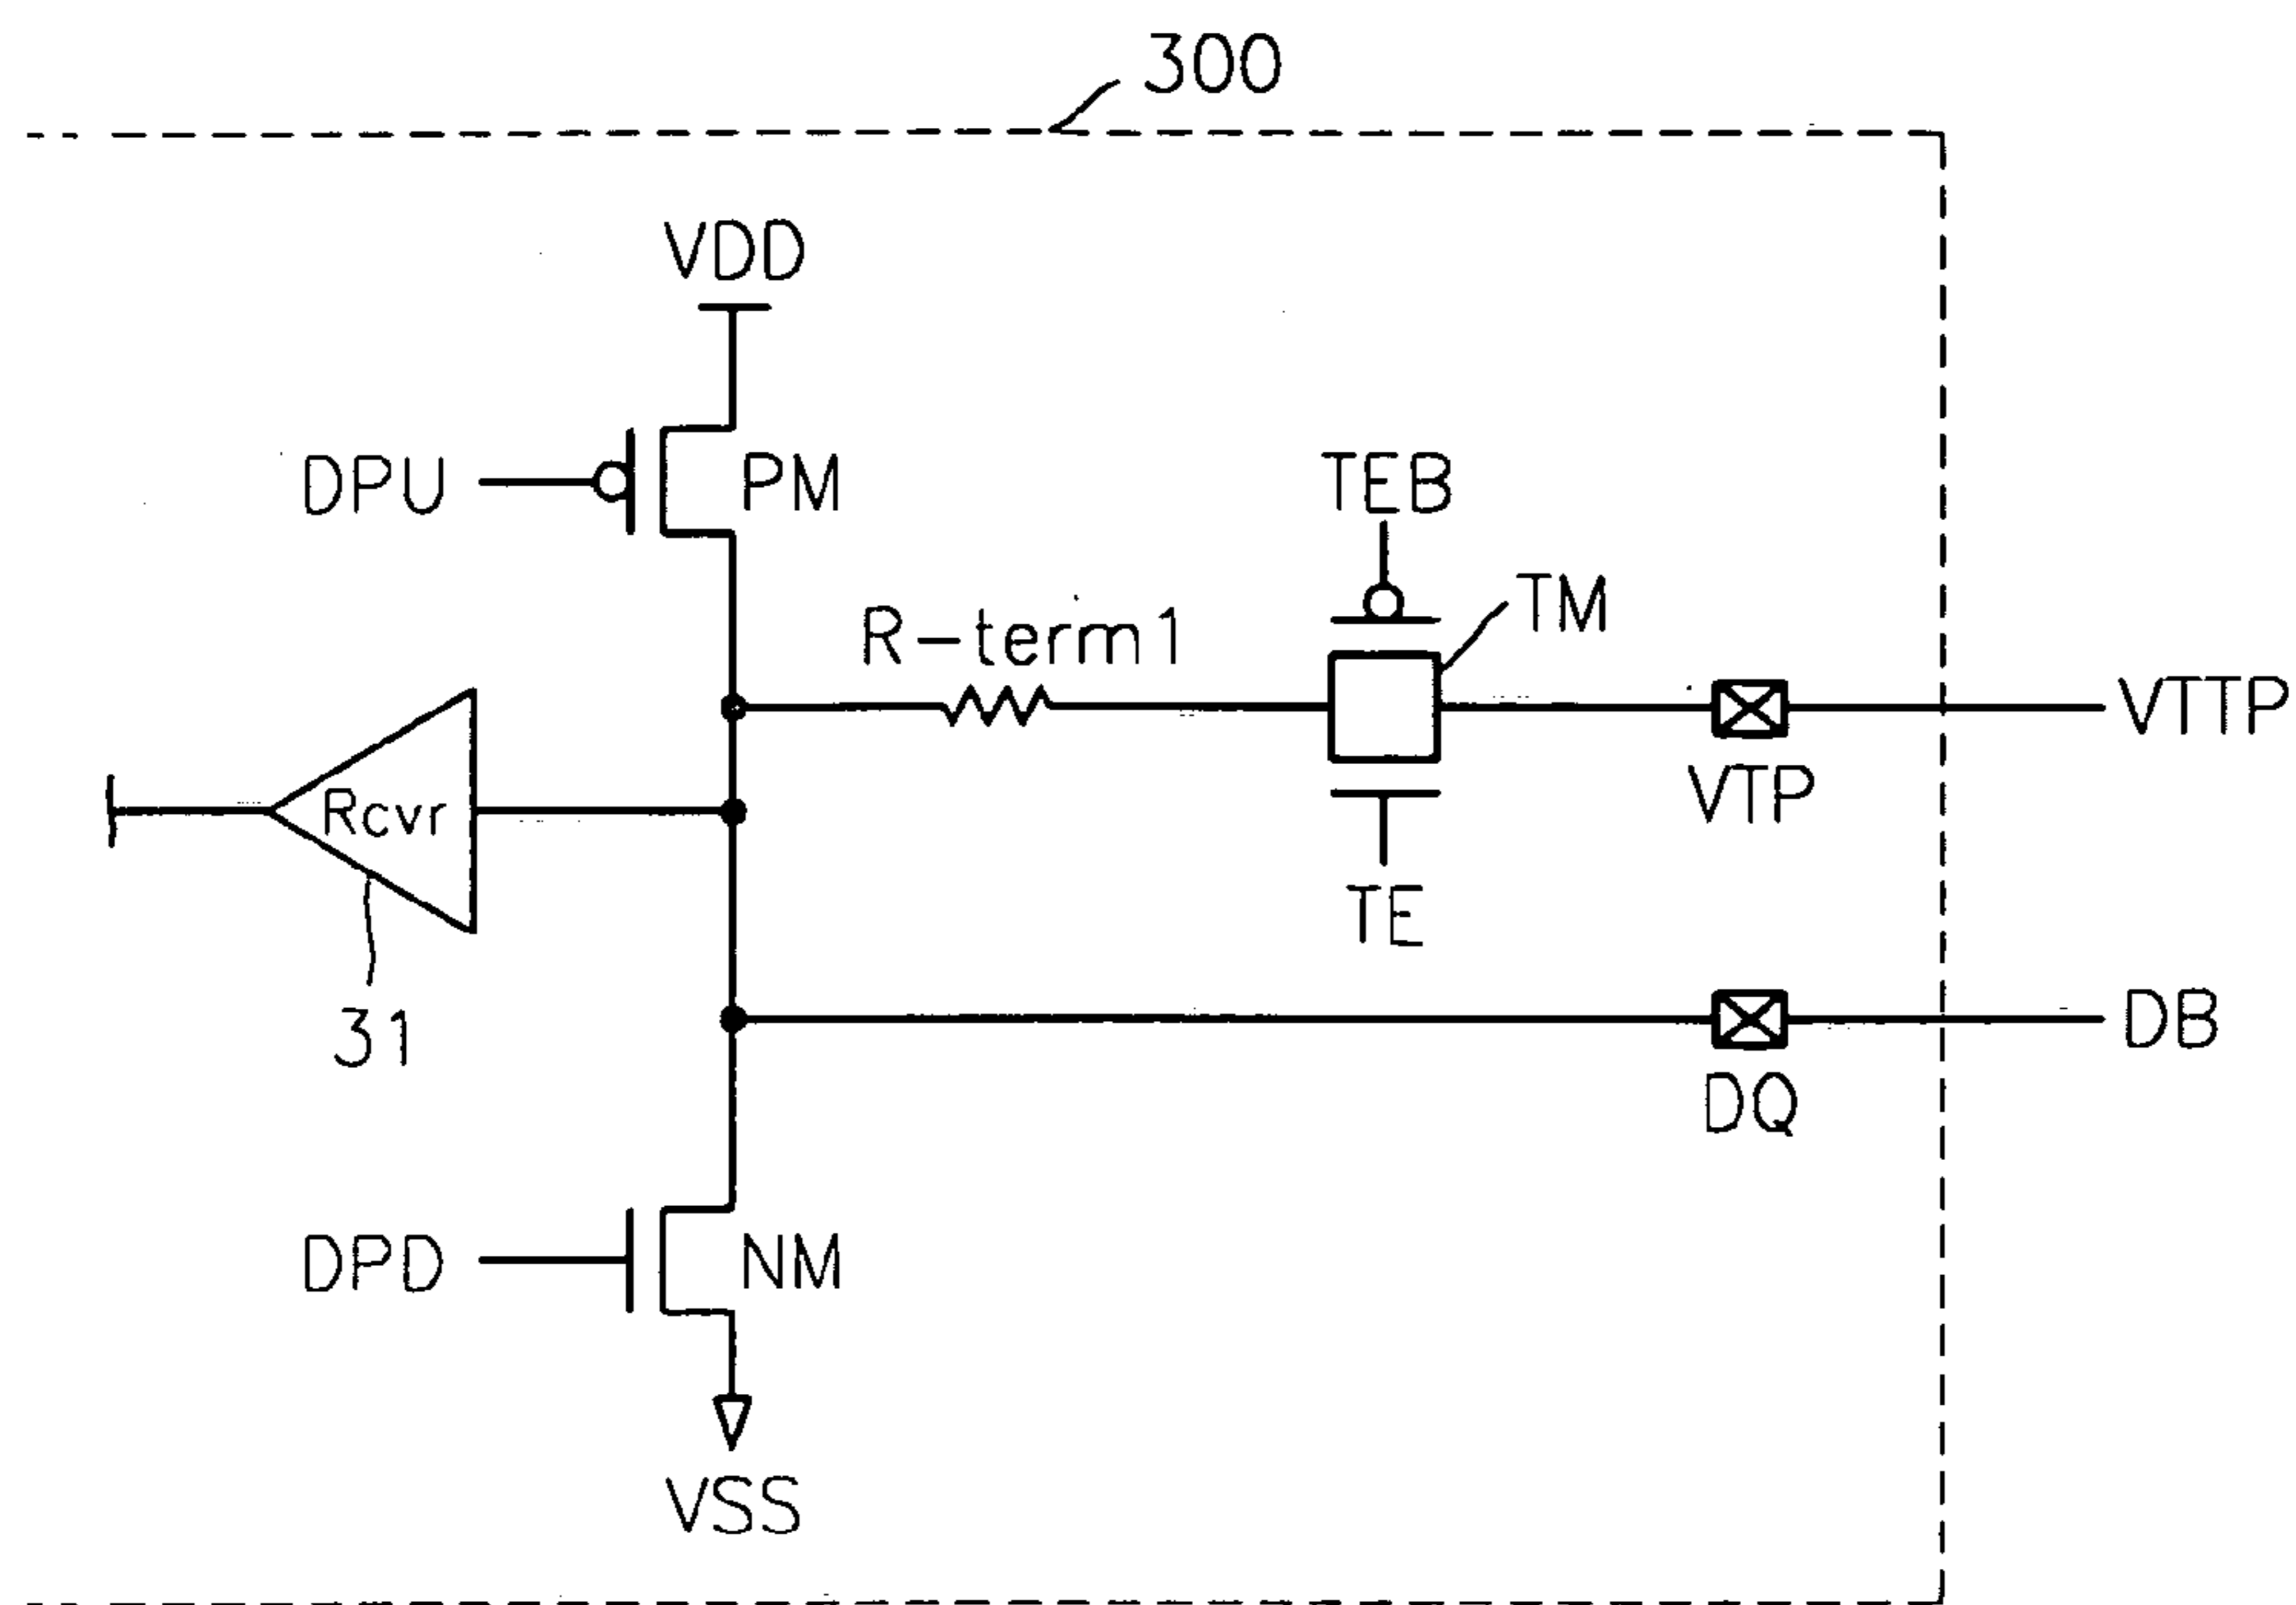 300
VDD
DPU
PM
TEB
TM
R-term1
VTTP
Rcvr
VTP
TE
31
DB
DQ
DPD
NM
VSS